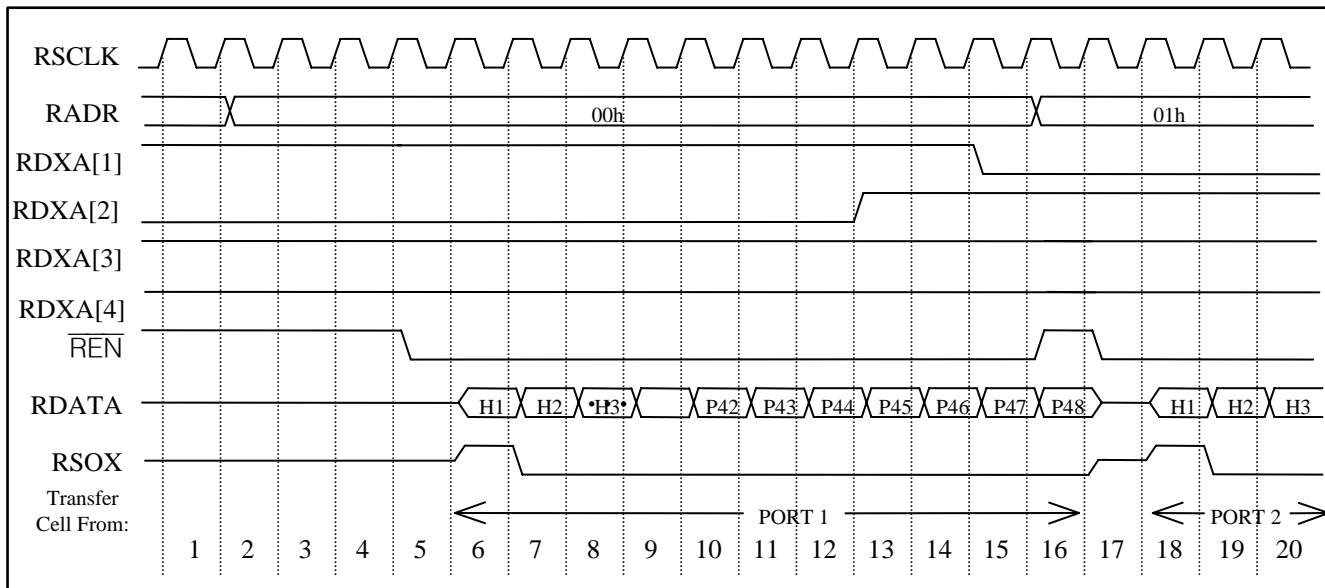 RSCLK
RADR 00h 01h
RDXA[1]
RDXA[2]
RDXA[3]
RDXA[4]
REN
RDATA H1 H2 H3 P42 P43 P44 P45 P46 P47 P48 H1 H2 H3
RSOX
Transfer
Cell From: PORT 1 PORT 2
1 2 3 4 5 6 7 8 9 10 11 12 13 14 15 16 17 18 19 20